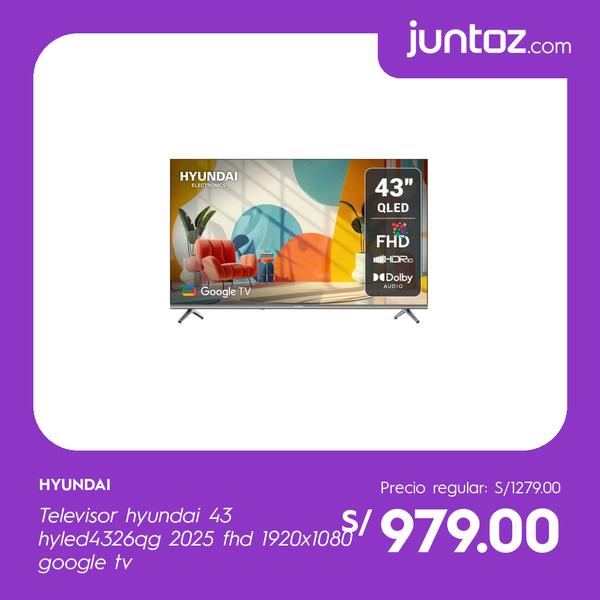 juntoz.com
HYUNDAI
ELECTRONICS
43”
QLED
FHD
HDR10
Dolby
AUDIO
Google TV
HYUNDAI
Televisor hyundai 43
hyled4326qg 2025 fhd 1920x1080
google tv
Precio regular: S/1279.00
S/ 979.00